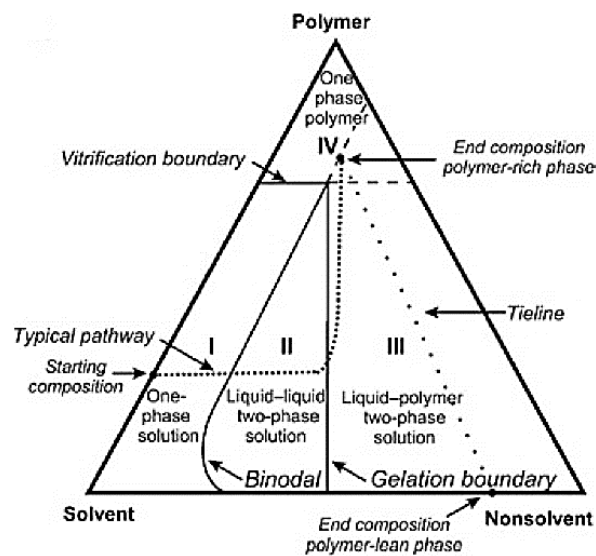 Polymer
One
phase
polymer
IV
End composition
polymer-rich phase
Vitrification boundary
Typical pathway
I
II
III
Tieline
Starting
composition
One-
phase
solution
Liquid–liquid
two-phase
solution
Liquid–polymer
two-phase
solution
Binodal
Gelation boundary
Solvent
Nonsolvent
End composition
polymer-lean phase